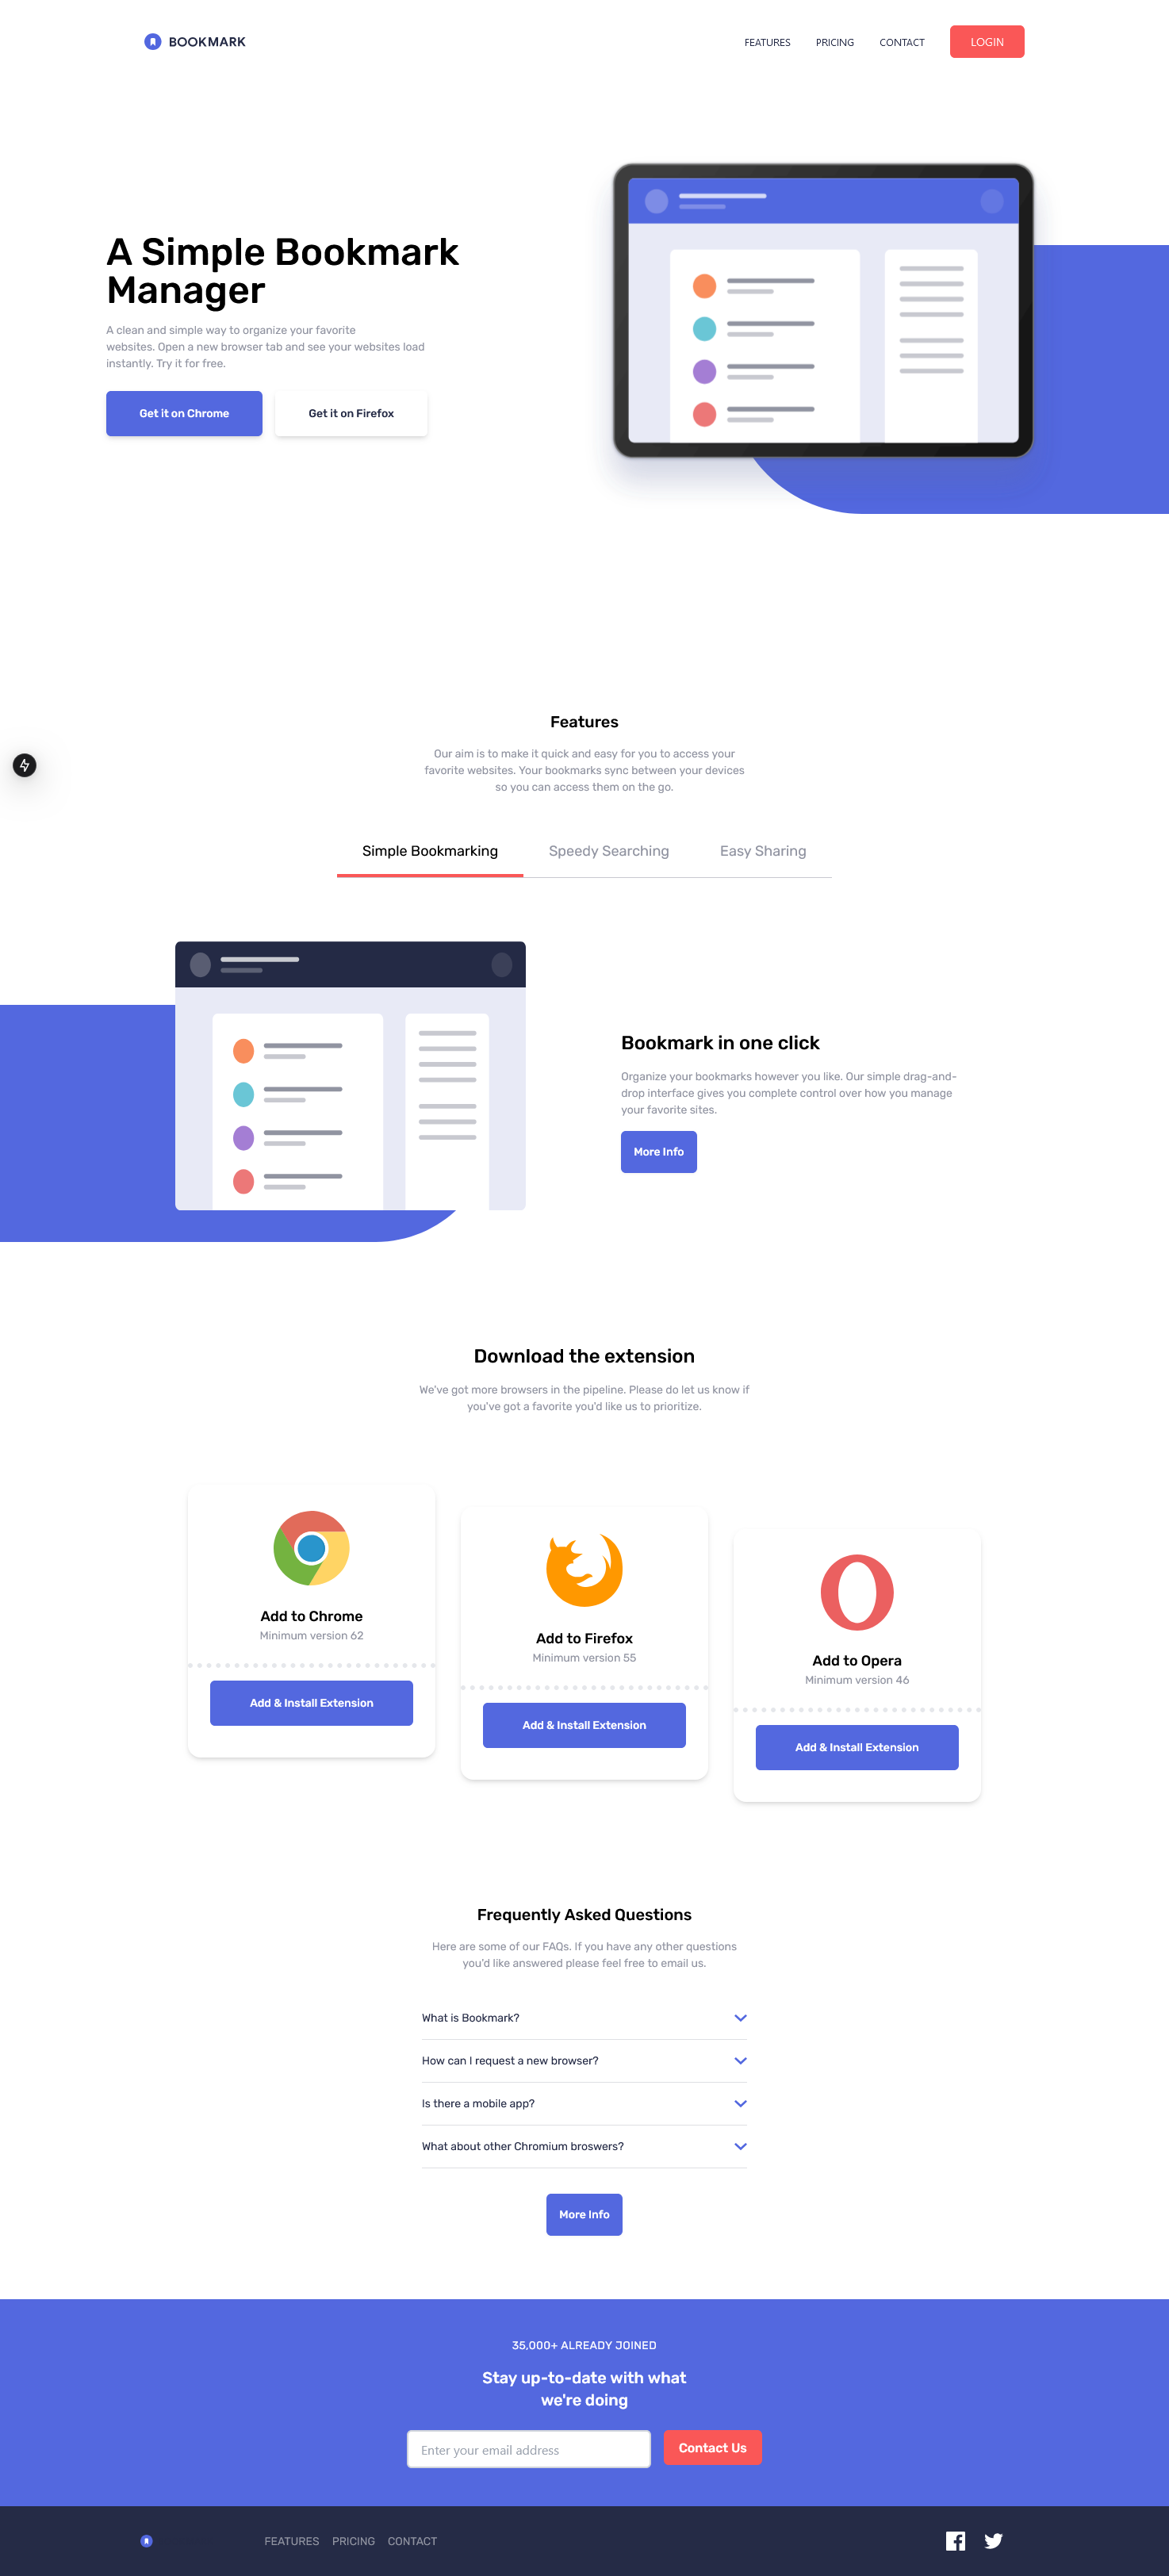 BOOKMARK
FEATURES PRICING CONTACT LOGIN
A Simple Bookmark
Manager
A clean and simple way to organize your favorite
websites. Open a new browser tab and see your websites load
instantly. Try it for free.
Get it on Chrome Get it on Firefox
Features
Our aim is to make it quick and easy for you to access your
favorite websites. Your bookmarks sync between your devices
so you can access them on the go.
Simple Bookmarking Speedy Searching Easy Sharing
Bookmark in one click
Organize your bookmarks however you like. Our simple drag-and-
drop interface gives you complete control over how you manage
your favorite sites.
More Info
Download the extension
We've got more browsers in the pipeline. Please do let us know if
you've got a favorite you'd like us to prioritize.
Add to Chrome
Minimum version 62
Add & Install Extension
Add to Firefox
Minimum version 55
Add & Install Extension
Add to Opera
Minimum version 46
Add & Install Extension
Frequently Asked Questions
Here are some of our FAQs. If you have any other questions
you'd like answered please feel free to email us.
What is Bookmark?
How can I request a new browser?
Is there a mobile app?
What about other Chromium broswers?
More Info
35,000+ ALREADY JOINED
Stay up-to-date with what
we're doing
Enter your email address Contact Us
FEATURES PRICING CONTACT